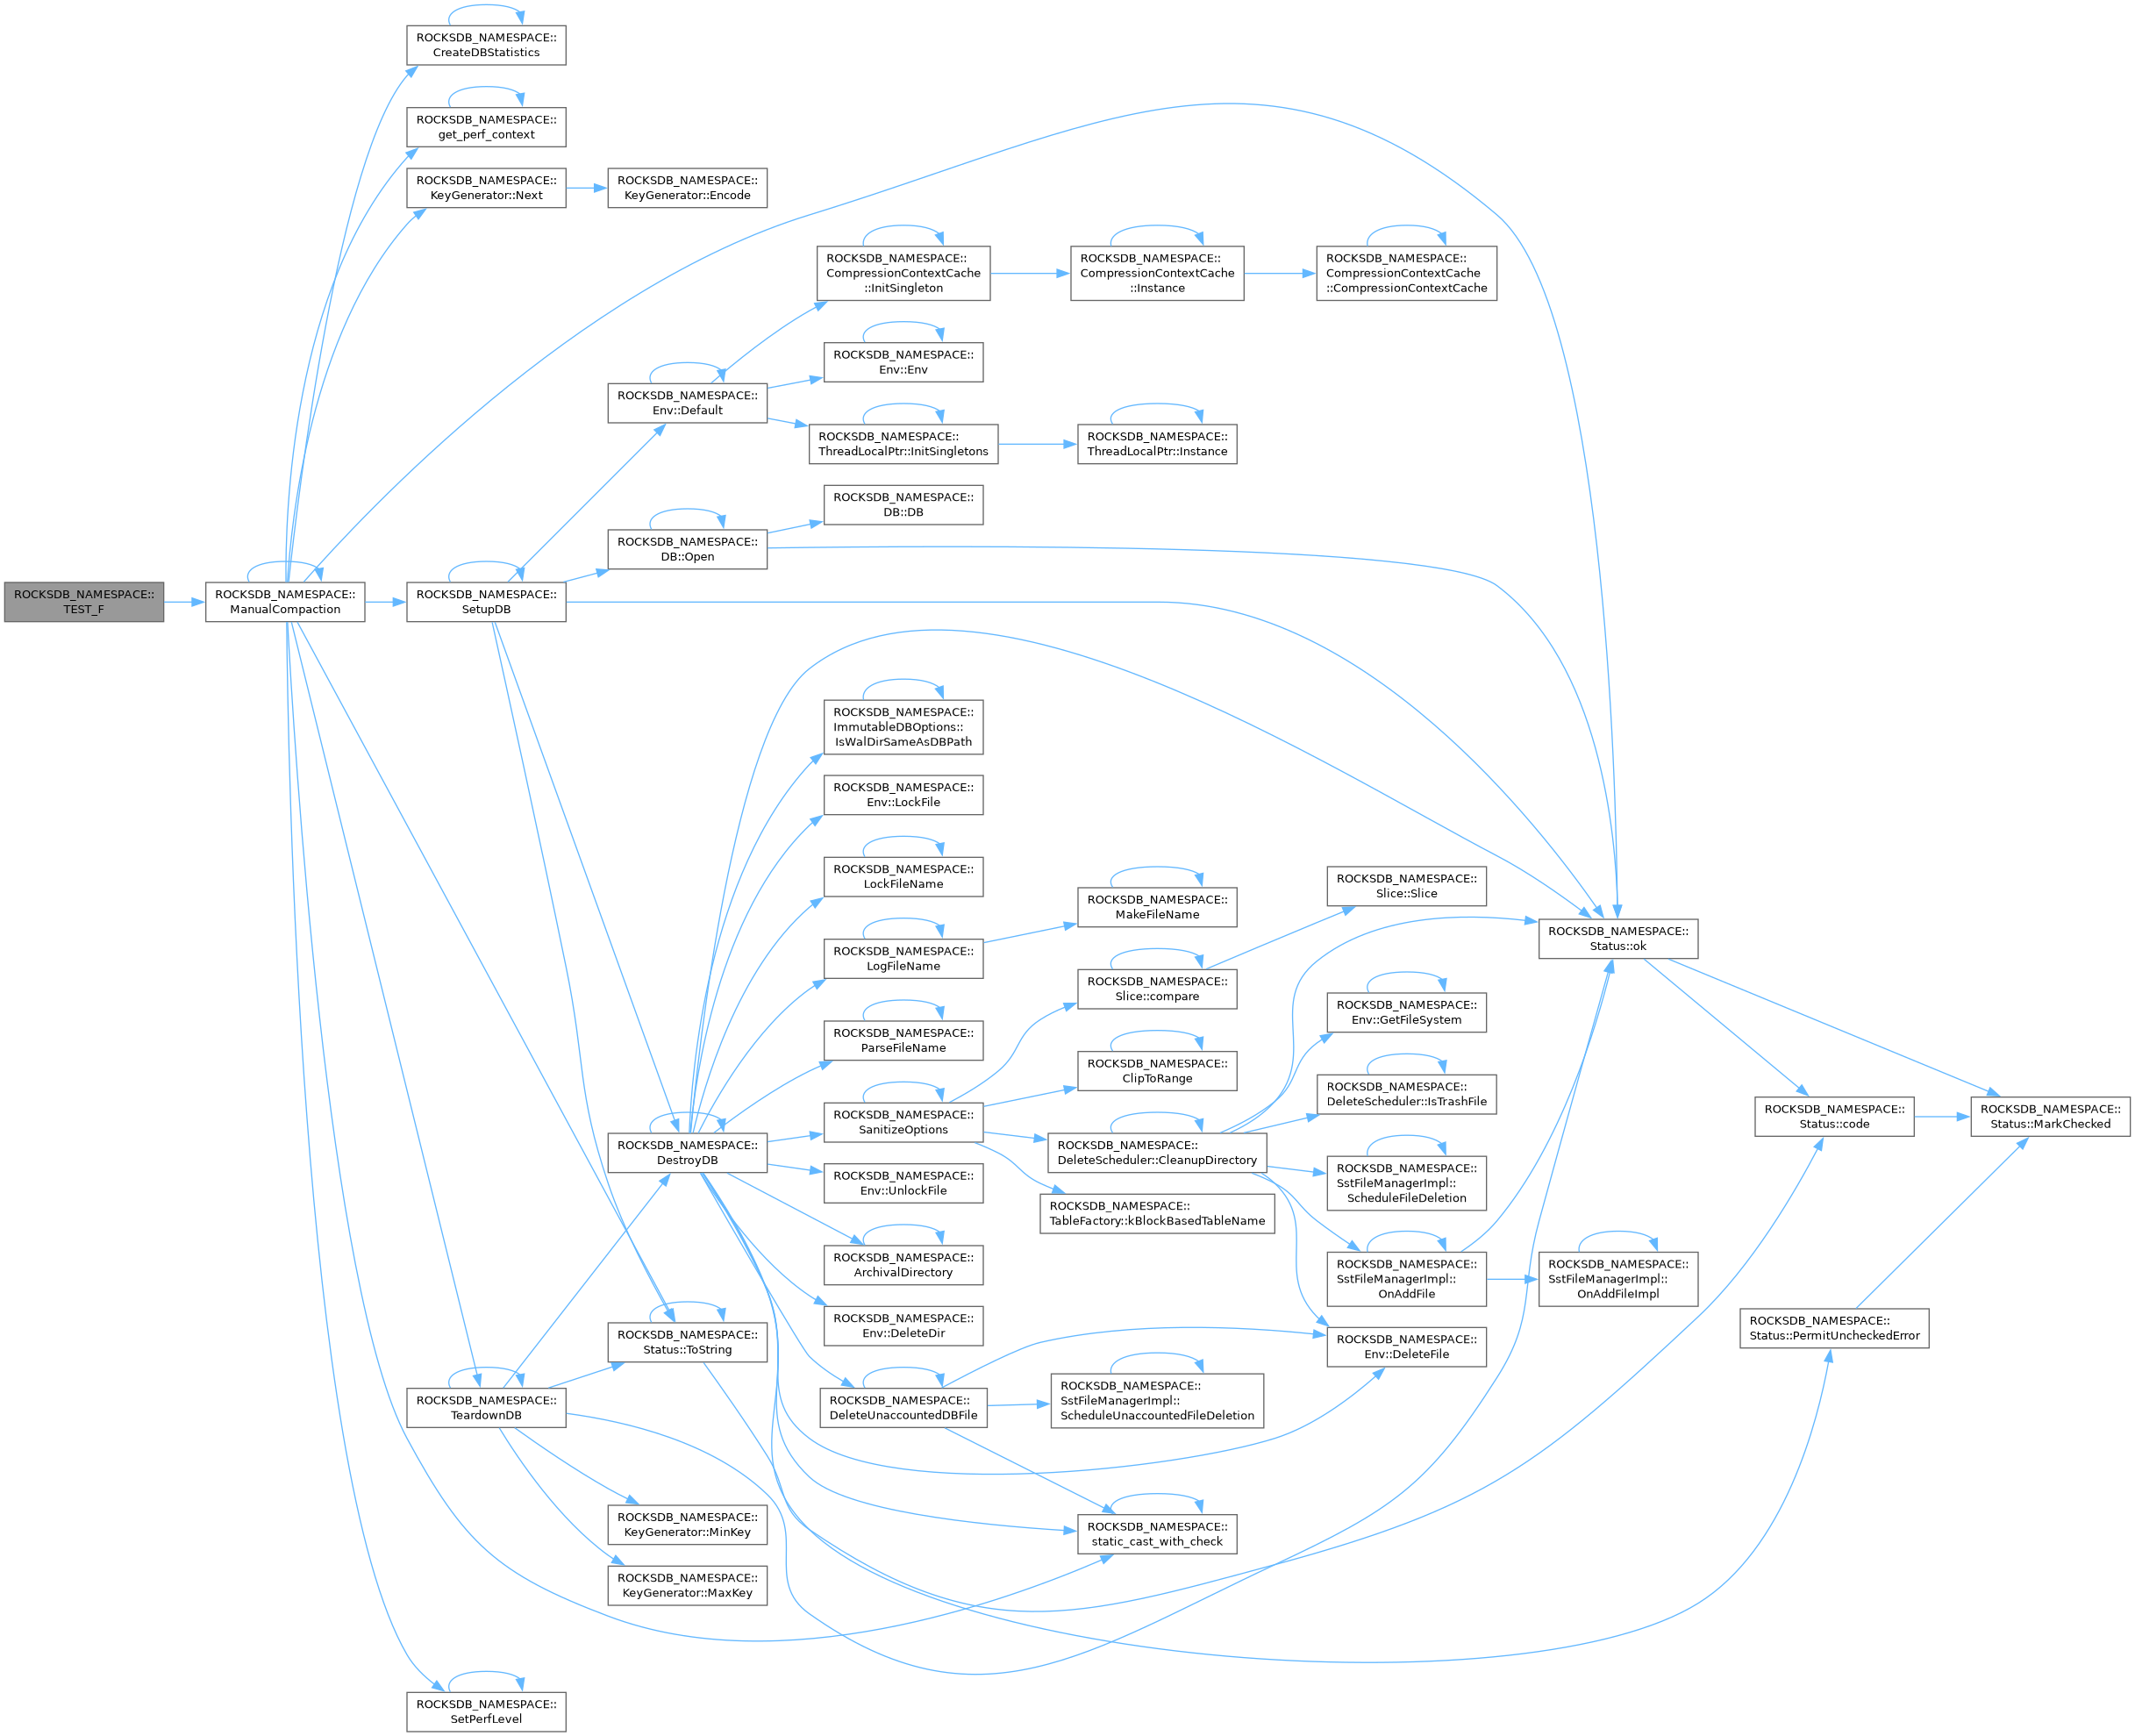 ROCKSDB_NAMESPACE::
CreateDBStatistics
ROCKSDB_NAMESPACE::
get_perf_context
ROCKSDB_NAMESPACE::
KeyGenerator::Next
ROCKSDB_NAMESPACE::
KeyGenerator::Encode
ROCKSDB_NAMESPACE::
CompressionContextCache
::InitSingleton
ROCKSDB_NAMESPACE::
CompressionContextCache
::Instance
ROCKSDB_NAMESPACE::
CompressionContextCache
::CompressionContextCache
ROCKSDB_NAMESPACE::
Env::Env
ROCKSDB_NAMESPACE::
Env::Default
ROCKSDB_NAMESPACE::
ThreadLocalPtr::InitSingletons
ROCKSDB_NAMESPACE::
ThreadLocalPtr::Instance
ROCKSDB_NAMESPACE::
DB::DB
ROCKSDB_NAMESPACE::
DB::Open
ROCKSDB_NAMESPACE::
TEST_F
ROCKSDB_NAMESPACE::
ManualCompaction
ROCKSDB_NAMESPACE::
SetupDB
ROCKSDB_NAMESPACE::
ImmutableDBOptions::
IsWalDirSameAsDBPath
ROCKSDB_NAMESPACE::
Env::LockFile
ROCKSDB_NAMESPACE::
LockFileName
ROCKSDB_NAMESPACE::
MakeFileName
ROCKSDB_NAMESPACE::
Slice::Slice
ROCKSDB_NAMESPACE::
Status::ok
ROCKSDB_NAMESPACE::
LogFileName
ROCKSDB_NAMESPACE::
Slice::compare
ROCKSDB_NAMESPACE::
Env::GetFileSystem
ROCKSDB_NAMESPACE::
ParseFileName
ROCKSDB_NAMESPACE::
ClipToRange
ROCKSDB_NAMESPACE::
DeleteScheduler::IsTrashFile
ROCKSDB_NAMESPACE::
Status::code
ROCKSDB_NAMESPACE::
Status::MarkChecked
ROCKSDB_NAMESPACE::
SanitizeOptions
ROCKSDB_NAMESPACE::
DestroyDB
ROCKSDB_NAMESPACE::
DeleteScheduler::CleanupDirectory
ROCKSDB_NAMESPACE::
SstFileManagerImpl::
ScheduleFileDeletion
ROCKSDB_NAMESPACE::
Env::UnlockFile
ROCKSDB_NAMESPACE::
TableFactory::kBlockBasedTableName
ROCKSDB_NAMESPACE::
ArchivalDirectory
ROCKSDB_NAMESPACE::
SstFileManagerImpl::
OnAddFile
ROCKSDB_NAMESPACE::
SstFileManagerImpl::
OnAddFileImpl
ROCKSDB_NAMESPACE::
Env::DeleteDir
ROCKSDB_NAMESPACE::
Status::PermitUncheckedError
ROCKSDB_NAMESPACE::
Status::ToString
ROCKSDB_NAMESPACE::
Env::DeleteFile
ROCKSDB_NAMESPACE::
TeardownDB
ROCKSDB_NAMESPACE::
DeleteUnaccountedDBFile
ROCKSDB_NAMESPACE::
SstFileManagerImpl::
ScheduleUnaccountedFileDeletion
ROCKSDB_NAMESPACE::
KeyGenerator::MinKey
ROCKSDB_NAMESPACE::
static_cast_with_check
ROCKSDB_NAMESPACE::
KeyGenerator::MaxKey
ROCKSDB_NAMESPACE::
SetPerfLevel